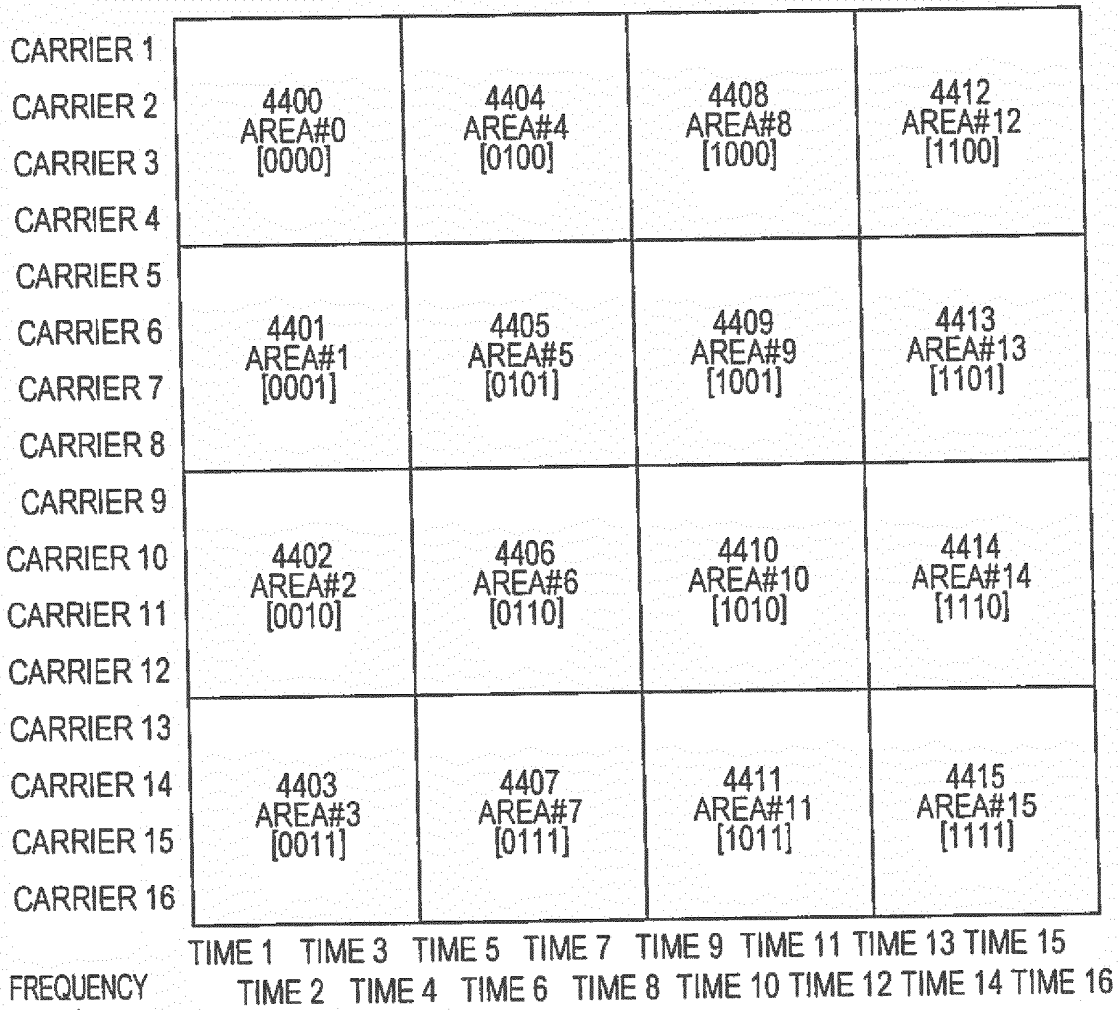 CARRIER 1
CARRIER 2
CARRIER 3
CARRIER 4
CARRIER 5
CARRIER 6
CARRIER 7
CARRIER 8
CARRIER 9
CARRIER 10
CARRIER 11
CARRIER 12
CARRIER 13
CARRIER 14
CARRIER 15
CARRIER 16
4400
AREA#0
[0000]
4404
AREA#4
[0100]
4408
AREA#8
[1000]
4412
AREA#12
[1100]
4401
AREA#1
[0001]
4405
AREA#5
[0101]
4409
AREA#9
[1001]
4413
AREA#13
[1101]
4402
AREA#2
[0010]
4406
AREA#6
[0110]
4410
AREA#10
[1010]
4414
AREA#14
[1110]
4403
AREA#3
[0011]
4407
AREA#7
[0111]
4411
AREA#11
[1011]
4415
AREA#15
[1111]
TIME 1 TIME 3 TIME 5 TIME 7 TIME 9 TIME 11 TIME 13 TIME 15
FREQUENCY TIME 2 TIME 4 TIME 6 TIME 8 TIME 10 TIME 12 TIME 14 TIME 16